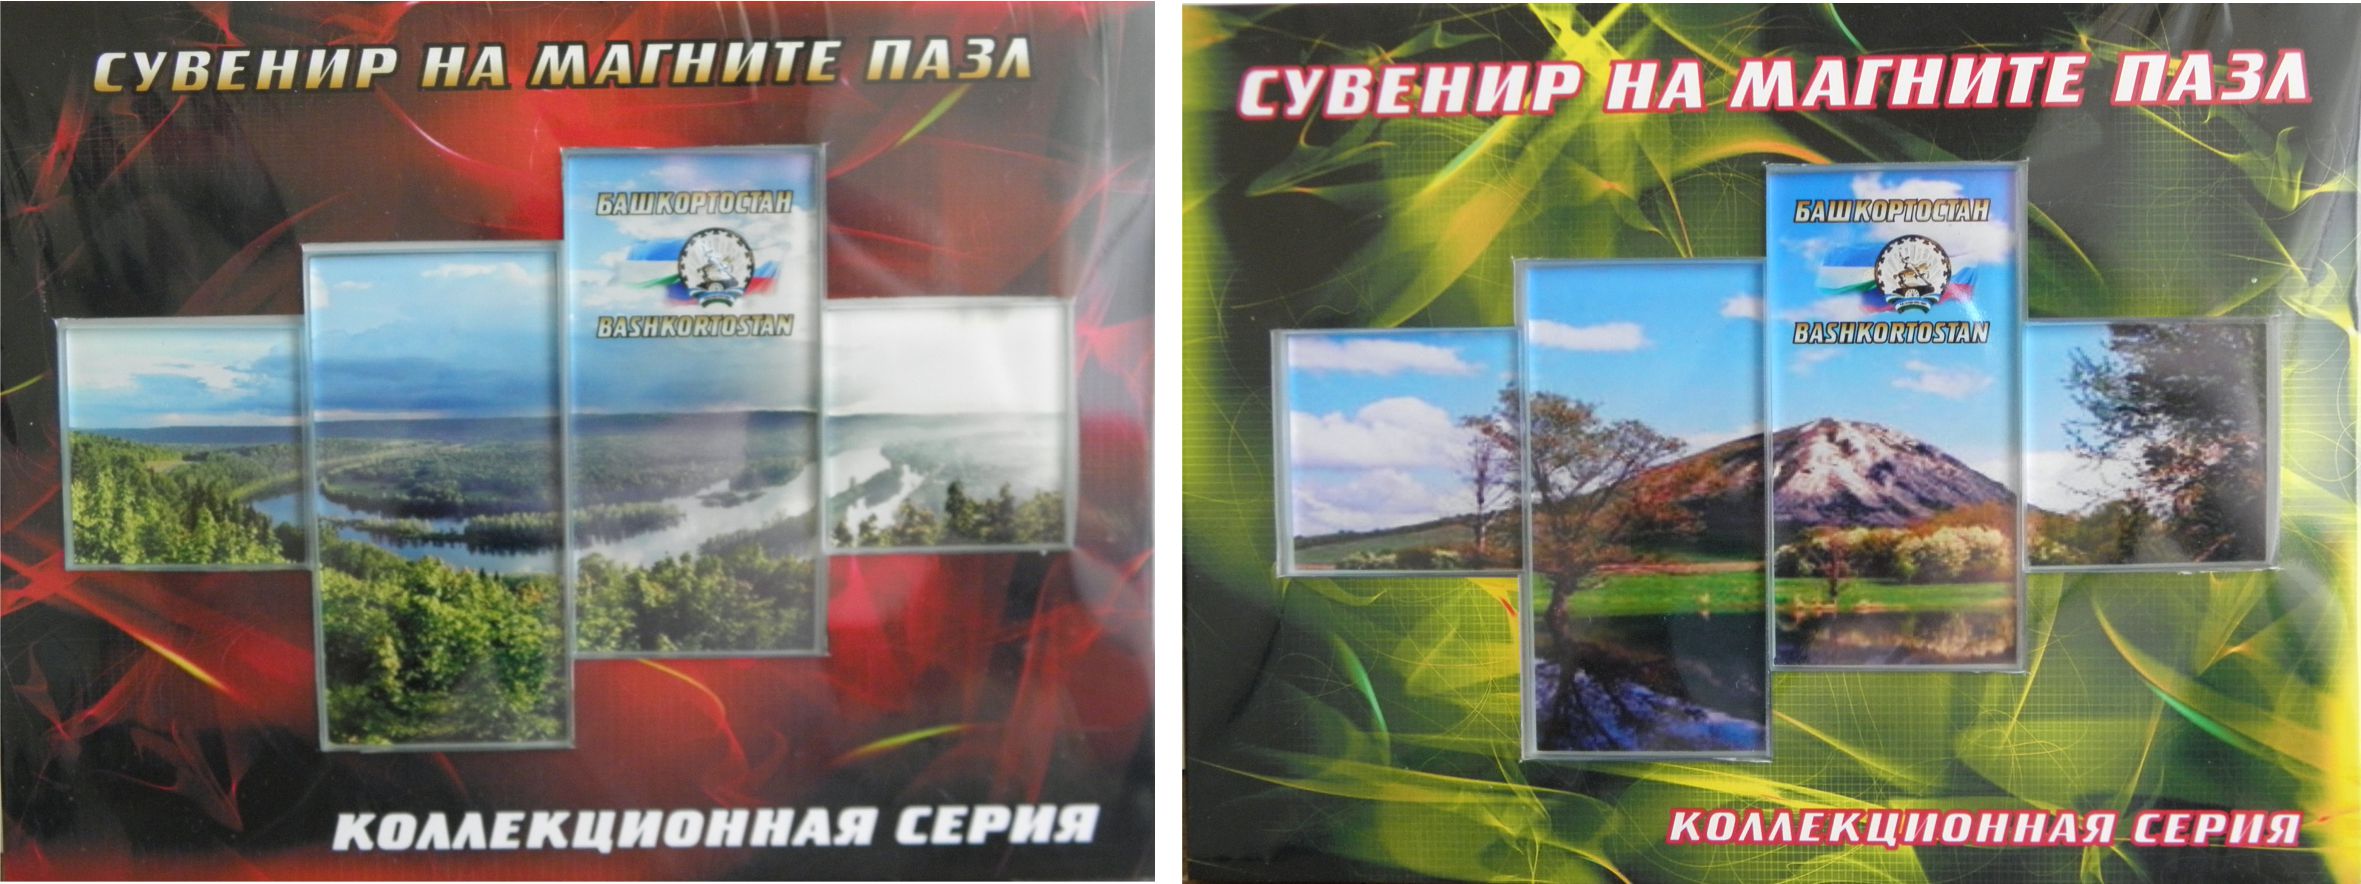 СУВЕНИР НА МАГНИТЕ ПАЗЛ
БАШКОРТОСТАН
BASHKORTOSTAN
КОЛЛЕКЦИОННАЯ СЕРИЯ
СУВЕНИР НА МАГНИТЕ ПАЗЛ
БАШКОРТОСТАН
BASHKORTOSTAN
КОЛЛЕКЦИОННАЯ СЕРИЯ